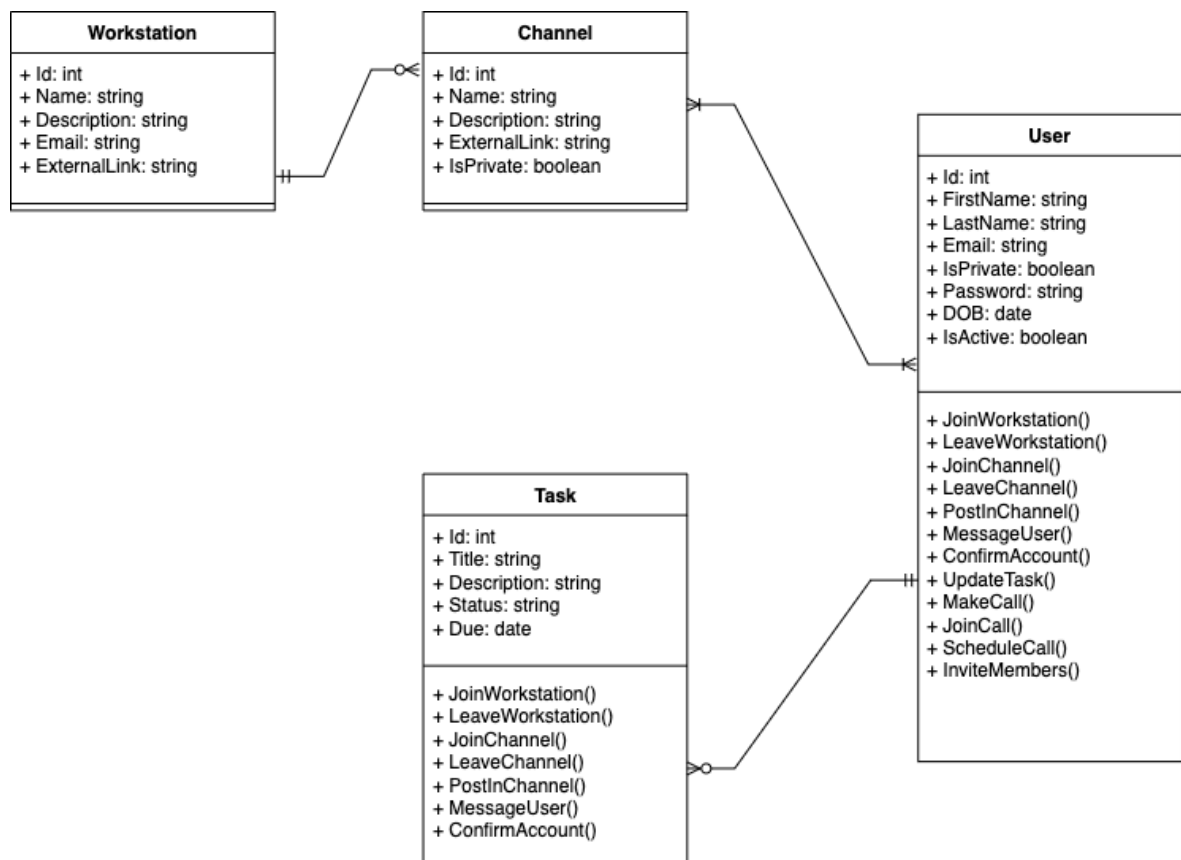 Workstation
+ Id: int
+ Name: string
+ Description: string
+ Email: string
+ ExternalLink: string
Channel
+ Id: int
+ Name: string
+ Description: string
+ ExternalLink: string
+ IsPrivate: boolean
User
+ Id: int
+ FirstName: string
+ LastName: string
+ Email: string
+ IsPrivate: boolean
+ Password: string
+ DOB: date
+ IsActive: boolean
+ JoinWorkstation()
+ LeaveWorkstation()
+ JoinChannel()
+ LeaveChannel()
+ PostInChannel()
+ MessageUser()
+ ConfirmAccount()
+ UpdateTask()
+ MakeCall()
+ JoinCall()
+ ScheduleCall()
+ InviteMembers()
Task
+ Id: int
+ Title: string
+ Description: string
+ Status: string
+ Due: date
+ JoinWorkstation()
+ LeaveWorkstation()
+ JoinChannel()
+ LeaveChannel()
+ PostInChannel()
+ MessageUser()
+ ConfirmAccount()